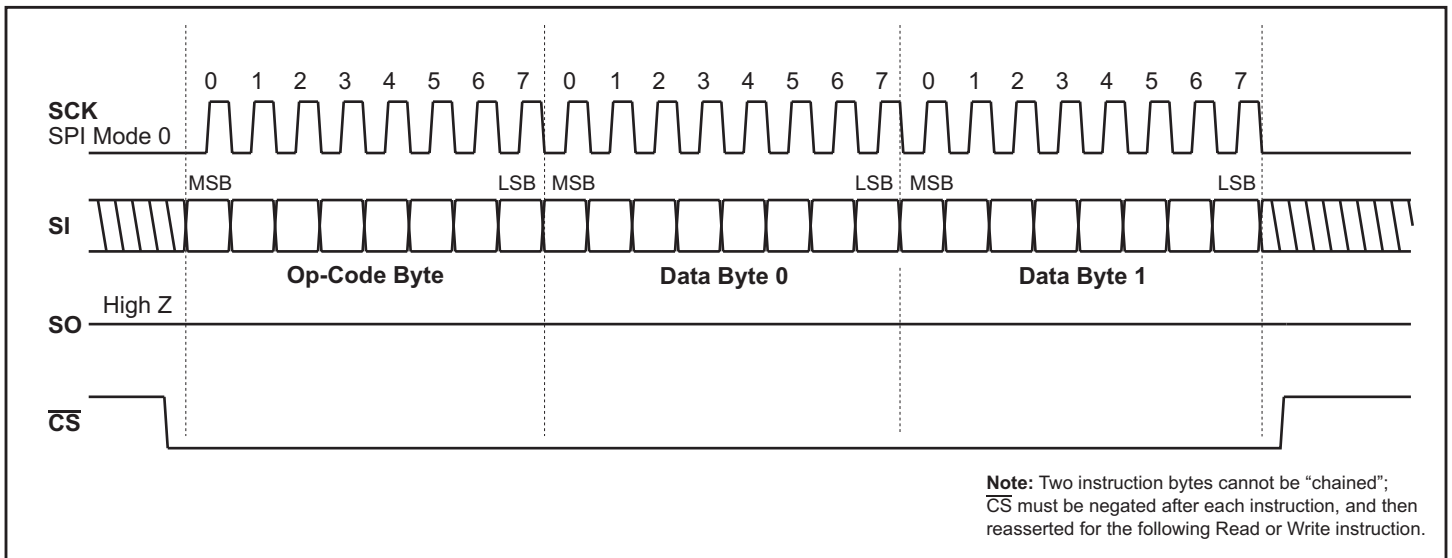 0 1 2 3 4 5 6 7 0 1 2 3 4 5 6 7 0 1 2 3 4 5 6 7
SCK
SPI Mode 0
MSB LSB MSB LSB MSB LSB
SI
Op-Code Byte Data Byte 0 Data Byte 1
High Z
SO
CS
Note: Two instruction bytes cannot be “chained”;
CS must be negated after each instruction, and then
reasserted for the following Read or Write instruction.